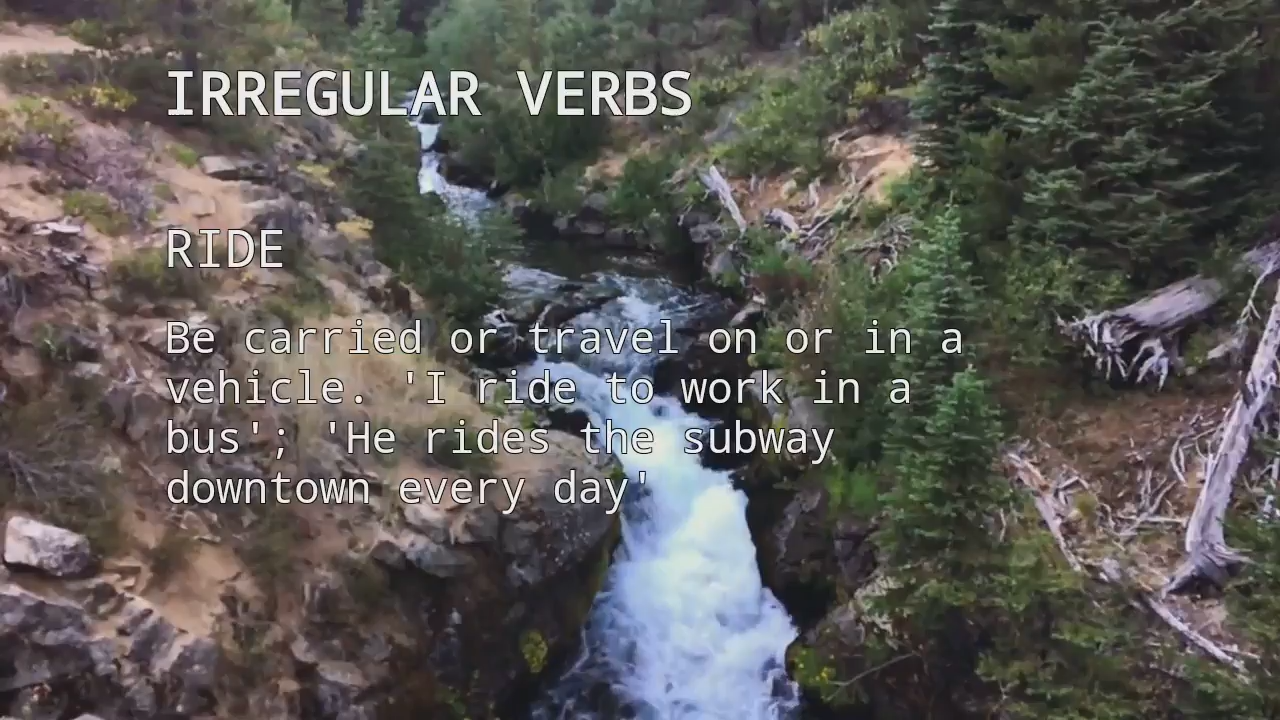 IRREGULAR VERBS
RIDE
Be carried or travel on or in a
vehicle. 'I ride to work in a
bus'; 'He rides the subway
downtown every day'